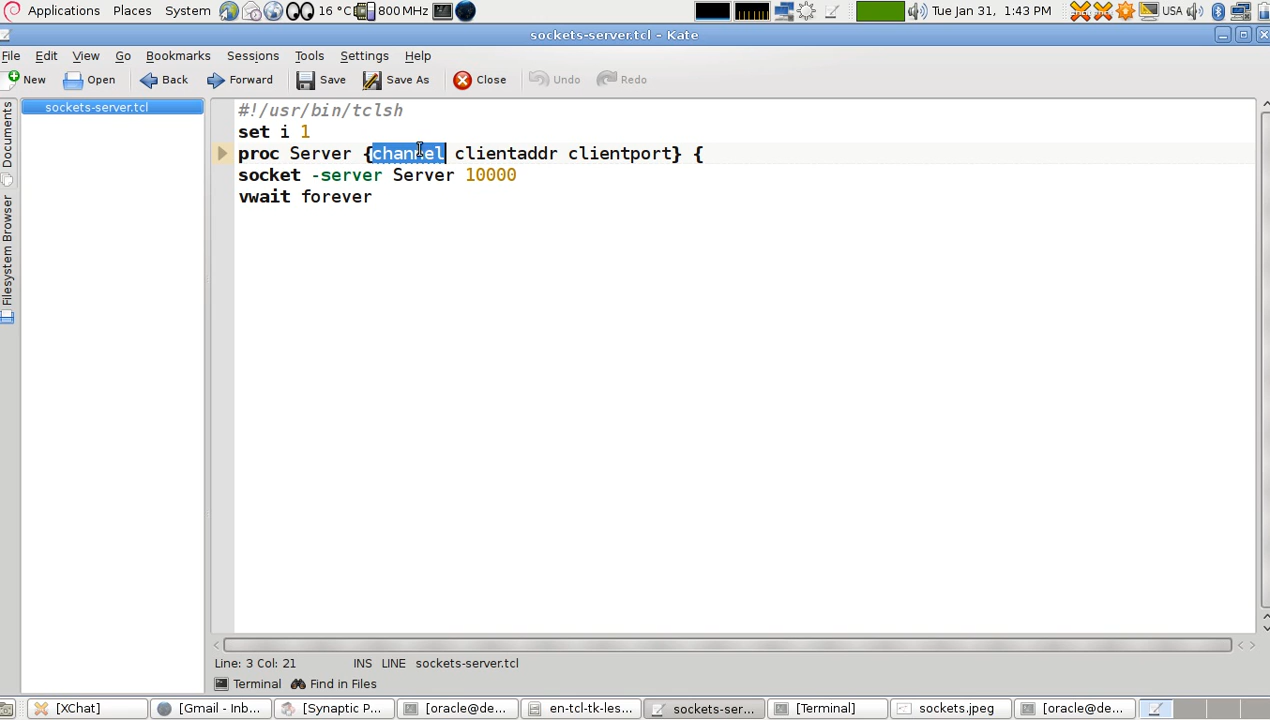 Applications Places System 16 °C 800 MHz Tue Jan 31, 1:43 PM USA
sockets-server.tcl - Kate
File Edit View Go Bookmarks Sessions Tools Settings Help
New Open Back Forward Save Save As Close Undo Redo
Documents
Filesystem Browser
sockets-server.tcl
#!/usr/bin/tclsh
set i 1
proc Server {channel clientaddr clientport} {
socket -server Server 10000
vwait forever
Line: 3 Col: 21 INS LINE sockets-server.tcl
Terminal Find in Files
[XChat] [Gmail - Inb... [Synaptic P... [oracle@de... en-tcl-tk-les... sockets-ser... [Terminal] sockets.jpeg [oracle@de...